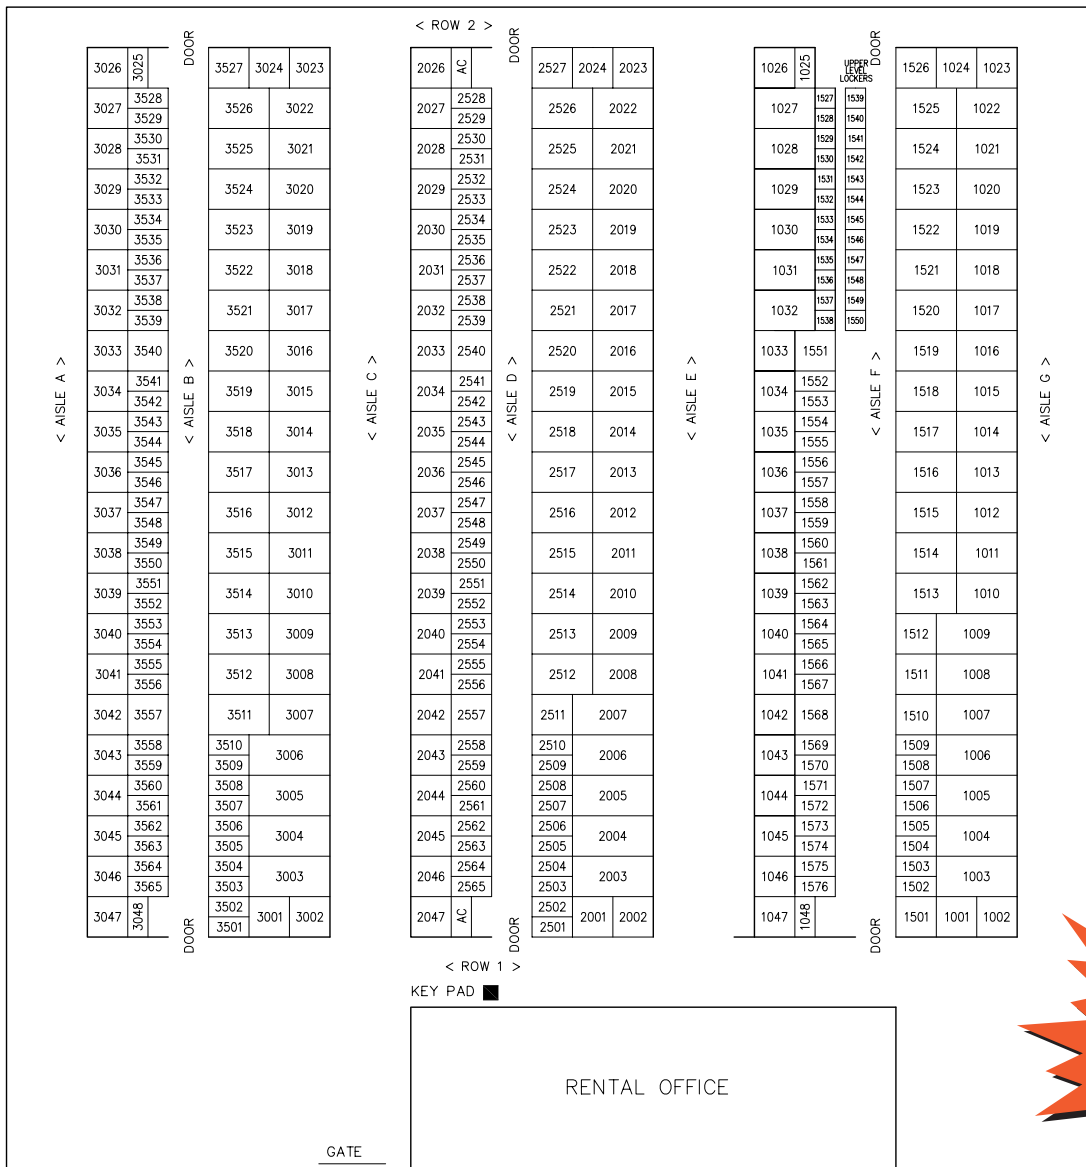 < ROW 2 >
DOOR DOOR DOOR
3026 3025 3527 3024 3023 2026 AC 2527 2024 2023 1026 1025 UPPER LEVEL LOCKERS 1526 1024 1023
3027 3528 3529 3526 3022 2027 2528 2529 2526 2022 1027 1527 1528 1539 1540 1525 1022
3028 3530 3531 3525 3021 2028 2530 2531 2525 2021 1028 1529 1530 1541 1542 1524 1021
3029 3532 3533 3524 3020 2029 2532 2533 2524 2020 1029 1531 1532 1543 1544 1523 1020
3030 3534 3535 3523 3019 2030 2534 2535 2523 2019 1030 1533 1534 1545 1546 1522 1019
3031 3536 3537 3522 3018 2031 2536 2537 2522 2018 1031 1535 1536 1547 1548 1521 1018
3032 3538 3539 3521 3017 2032 2538 2539 2521 2017 1032 1537 1538 1549 1550 1520 1017
3033 3540 3520 3016 2033 2540 2520 2016 1033 1551 1519 1016
< AISLE A > < AISLE B > < AISLE C > < AISLE D > < AISLE E > < AISLE F > < AISLE G >
3034 3541 3542 3519 3015 2034 2541 2542 2519 2015 1034 1552 1553 1518 1015
3035 3543 3544 3518 3014 2035 2543 2544 2518 2014 1035 1554 1555 1517 1014
3036 3545 3546 3517 3013 2036 2545 2546 2517 2013 1036 1556 1557 1516 1013
3037 3547 3548 3516 3012 2037 2547 2548 2516 2012 1037 1558 1559 1515 1012
3038 3549 3550 3515 3011 2038 2549 2550 2515 2011 1038 1560 1561 1514 1011
3039 3551 3552 3514 3010 2039 2551 2552 2514 2010 1039 1562 1563 1513 1010
3040 3553 3554 3513 3009 2040 2553 2554 2513 2009 1040 1564 1565 1512 1009
3041 3555 3556 3512 3008 2041 2555 2556 2512 2008 1041 1566 1567 1511 1008
3042 3557 3511 3007 2042 2557 2511 2007 1042 1568 1510 1007
3043 3558 3559 3510 3509 3006 2043 2558 2559 2510 2509 2006 1043 1569 1570 1509 1508 1006
3044 3560 3561 3508 3507 3005 2044 2560 2561 2508 2507 2005 1044 1571 1572 1507 1506 1005
3045 3562 3563 3506 3505 3004 2045 2562 2563 2506 2505 2004 1045 1573 1574 1505 1504 1004
3046 3564 3565 3504 3503 3003 2046 2564 2565 2504 2503 2003 1046 1575 1576 1503 1502 1003
3047 3048 3502 3501 3001 3002 2047 AC 2502 2501 2001 2002 1047 1048 1501 1001 1002
DOOR DOOR DOOR
< ROW 1 >
KEY PAD
RENTAL OFFICE
GATE